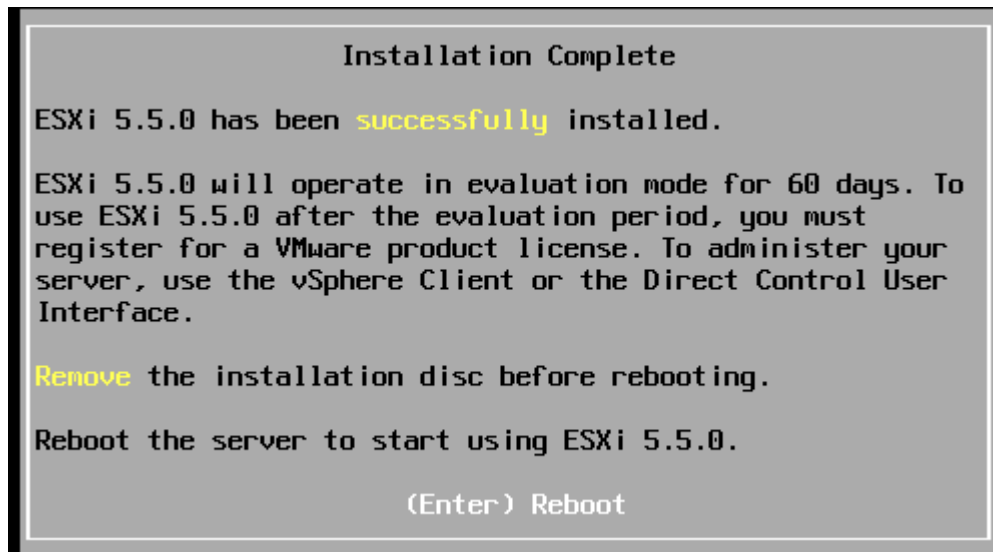 Installation Complete
ESXi 5.5.0 has been successfully installed.
ESXi 5.5.0 will operate in evaluation mode for 60 days. To
use ESXi 5.5.0 after the evaluation period, you must
register for a VMware product license. To administer your
server, use the vSphere Client or the Direct Control User
Interface.
Remove the installation disc before rebooting.
Reboot the server to start using ESXi 5.5.0.
(Enter) Reboot